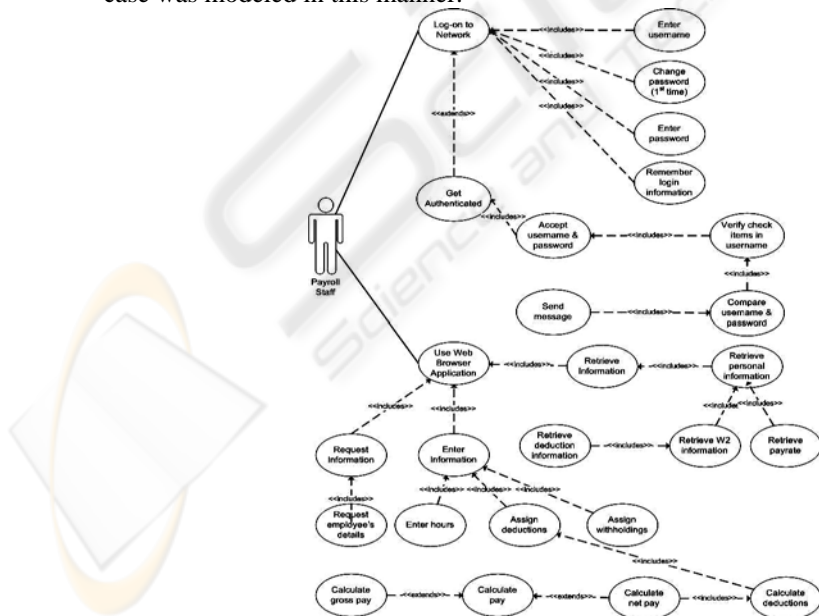 case was modeled in this manner.
Log-on to
Network
<<includes>>
Enter
username
<<includes>>
Change
password
(1st time)
<<includes>>
<<includes>>
<<extends>>
Enter
password
Remember
login
information
Get
Authenticated
<<includes>>
Accept
username &
password
<<includes>>
Verify check
items in
username
Payroll
Staff
<<includes>>
Send
message
<<includes>>
Compare
username &
password
Use Web
Browser
Application
<<includes>>
Retrieve
Information
<<includes>>
Retrieve
personal
information
<<includes>>
<<includes>>
<<includes>>
<<includes>>
Request
Information
Enter
Information
Retrieve
deduction
information
<<includes>>
Retrieve W2
information
Retrieve
payrate
<<includes>>
<<includes>>
<<includes>>
<<includes>>
Request
employee's
details
Enter hours
Assign
deductions
Assign
withholdings
<<includes>>
Calculate
gross pay
<<extends>>
Calculate
pay
<<extends>>
Calculate
net pay
<<includes>>
Calculate
deductions
Science and